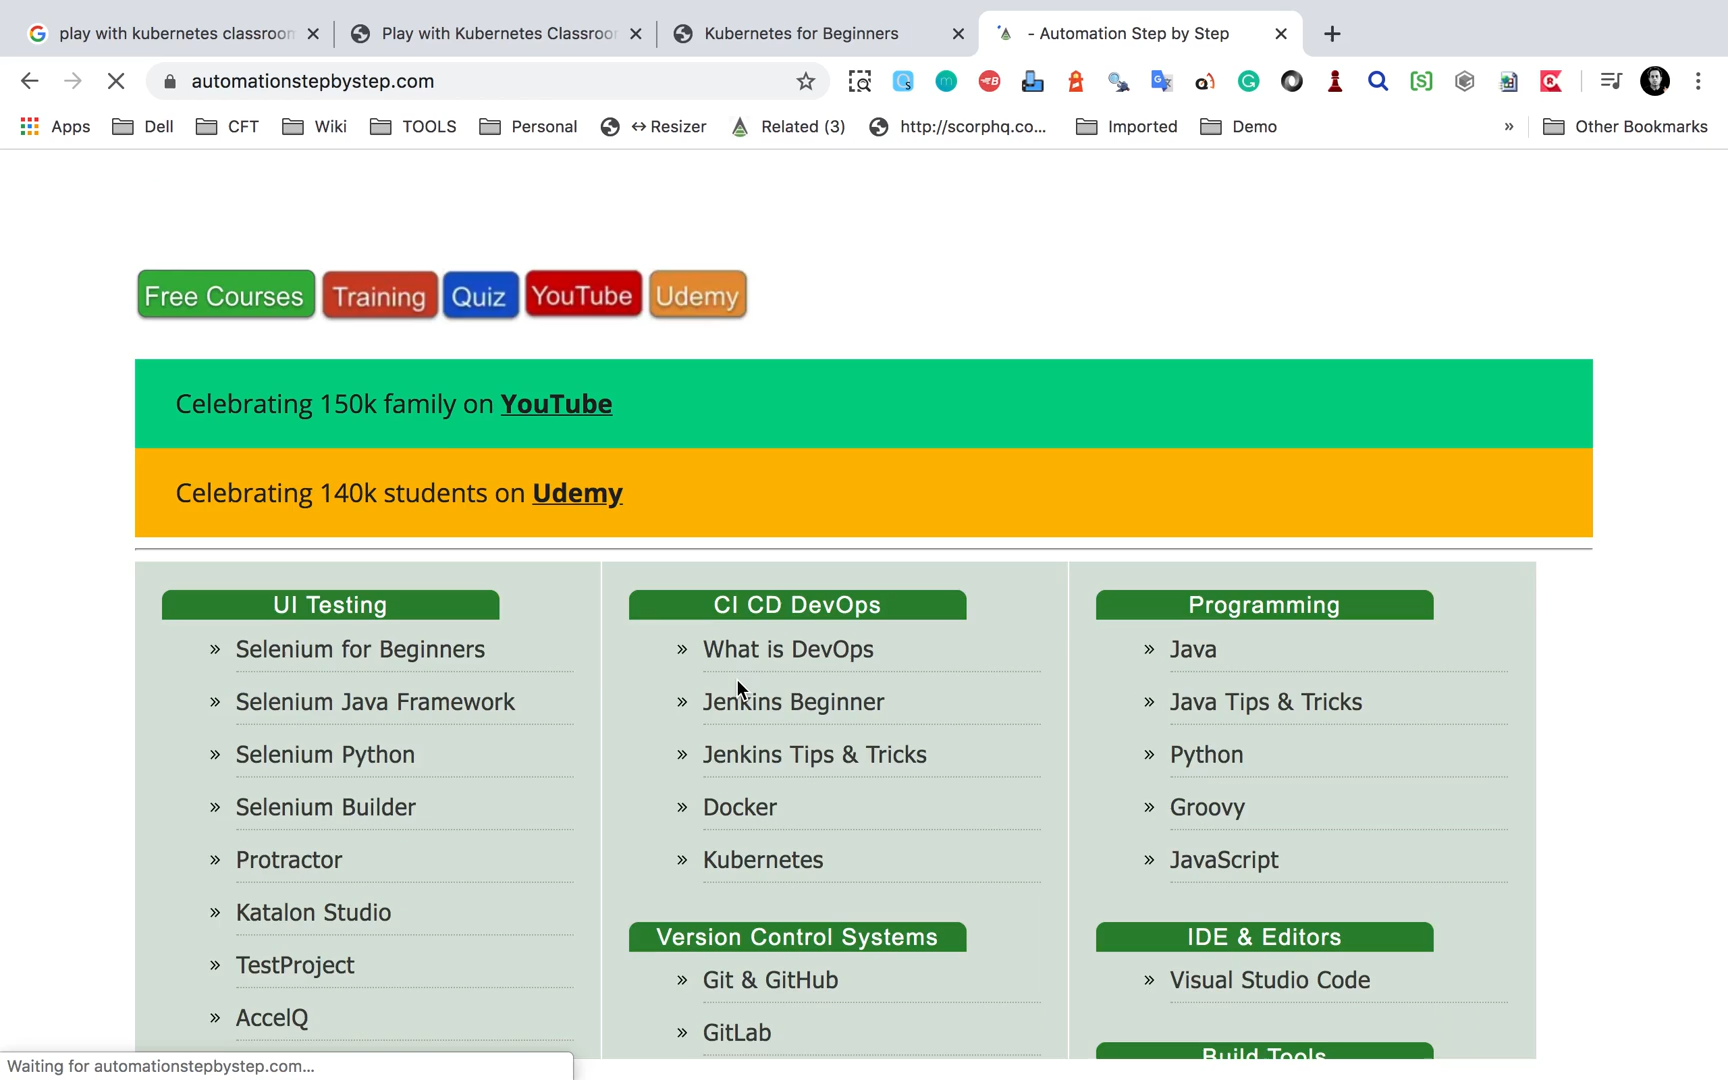 play with kubernetes classroom
Play with Kubernetes Classroo
Kubernetes for Beginners
- Automation Step by Step
automationstepbystep.com
Apps
Dell
CFT
Wiki
TOOLS
Personal
↔ Resizer
Related (3)
http://scorphq.co...
Imported
Demo
»
Other Bookmarks
Free Courses
Training
Quiz
YouTube
Udemy
Celebrating 150k family on YouTube
Celebrating 140k students on Udemy
UI Testing
» Selenium for Beginners
» Selenium Java Framework
» Selenium Python
» Selenium Builder
» Protractor
» Katalon Studio
» TestProject
» AccelQ
CI CD DevOps
» What is DevOps
» Jenkins Beginner
» Jenkins Tips & Tricks
» Docker
» Kubernetes
Version Control Systems
» Git & GitHub
» GitLab
Programming
» Java
» Java Tips & Tricks
» Python
» Groovy
» JavaScript
IDE & Editors
» Visual Studio Code
Build Tools
Waiting for automationstepbystep.com...